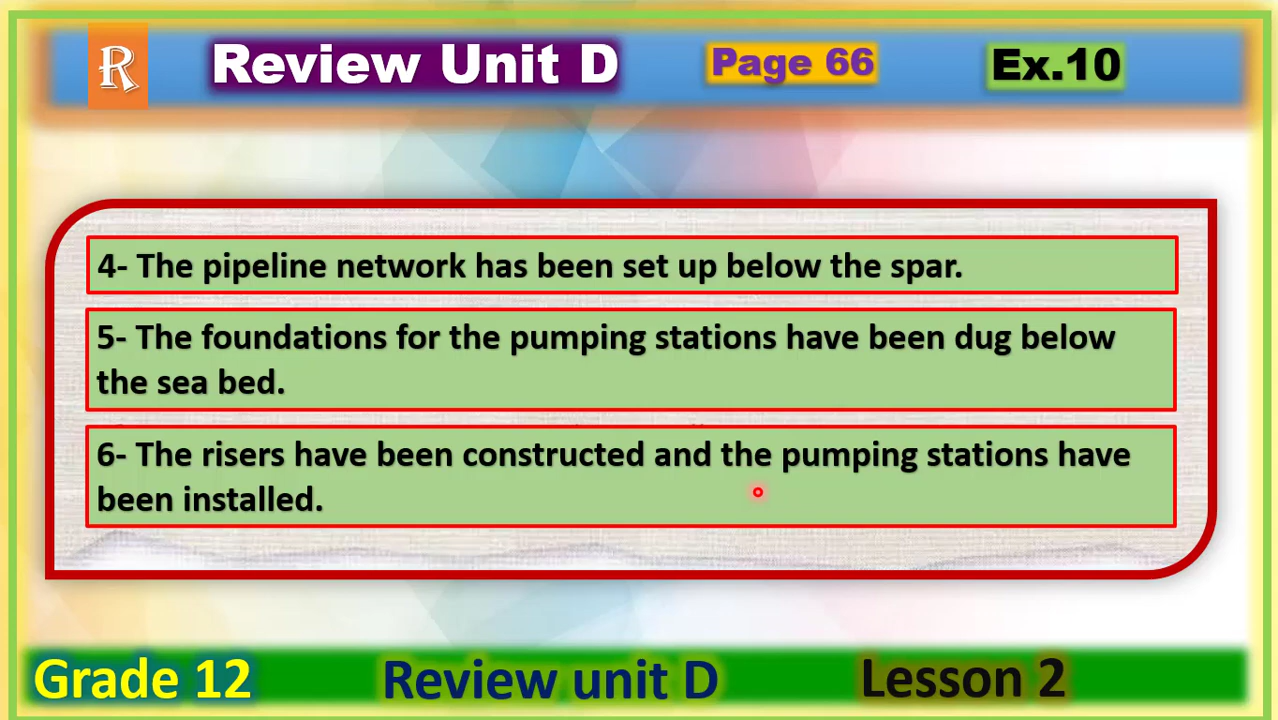 R
Review Unit D
Page 66
Ex.10
4- The pipeline network has been set up below the spar.
5- The foundations for the pumping stations have been dug below
the sea bed.
6- The risers have been constructed and the pumping stations have
been installed.
Grade 12
Review unit D
Lesson 2